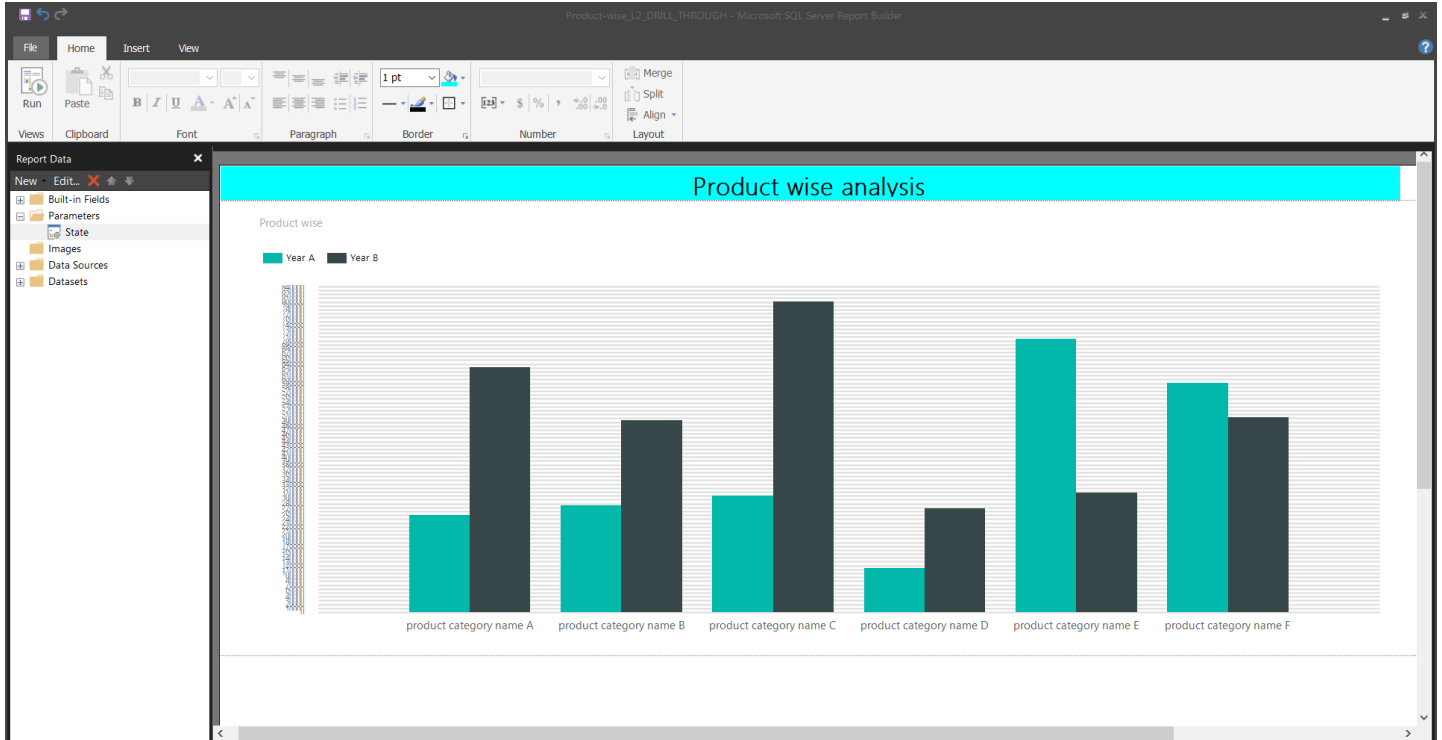 Product-wise_L2_DRILL_THROUGH - Microsoft SQL Server Report Builder
File Home Insert View
Run
Paste
B I U A A A
1 pt
$ % ,
Merge
Split
Align
Views Clipboard Font Paragraph Border Number Layout
Report Data
New Edit...
Built-in Fields
Parameters
State
Images
Data Sources
Datasets
Product wise analysis
Product wise
Year A Year B
product category name A product category name B product category name C product category name D product category name E product category name F